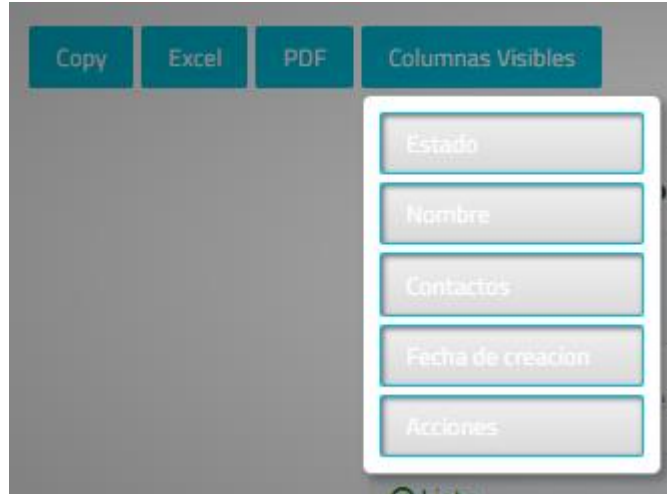 Copy Excel PDF Columnas Visibles
Estado
Nombre
Contactos
Fecha de creacion
Acciones